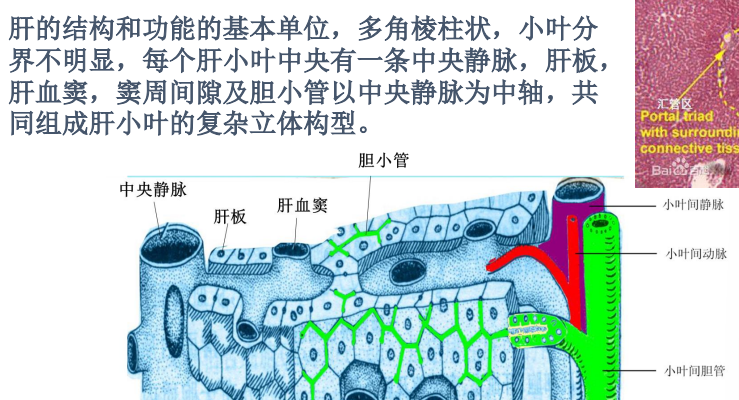 肝的结构和功能的基本单位，多角棱柱状，小叶分
界不明显，每个肝小叶中央有一条中央静脉，肝板，
肝血窦，窦周间隙及胆小管以中央静脉为中轴，共
同组成肝小叶的复杂立体构型。
汇管区
Portal triad
with surroundi
connective tiss
Bai
胆小管
中央静脉
肝板
肝血窦
小叶间静脉
小叶间动脉
小叶间胆管